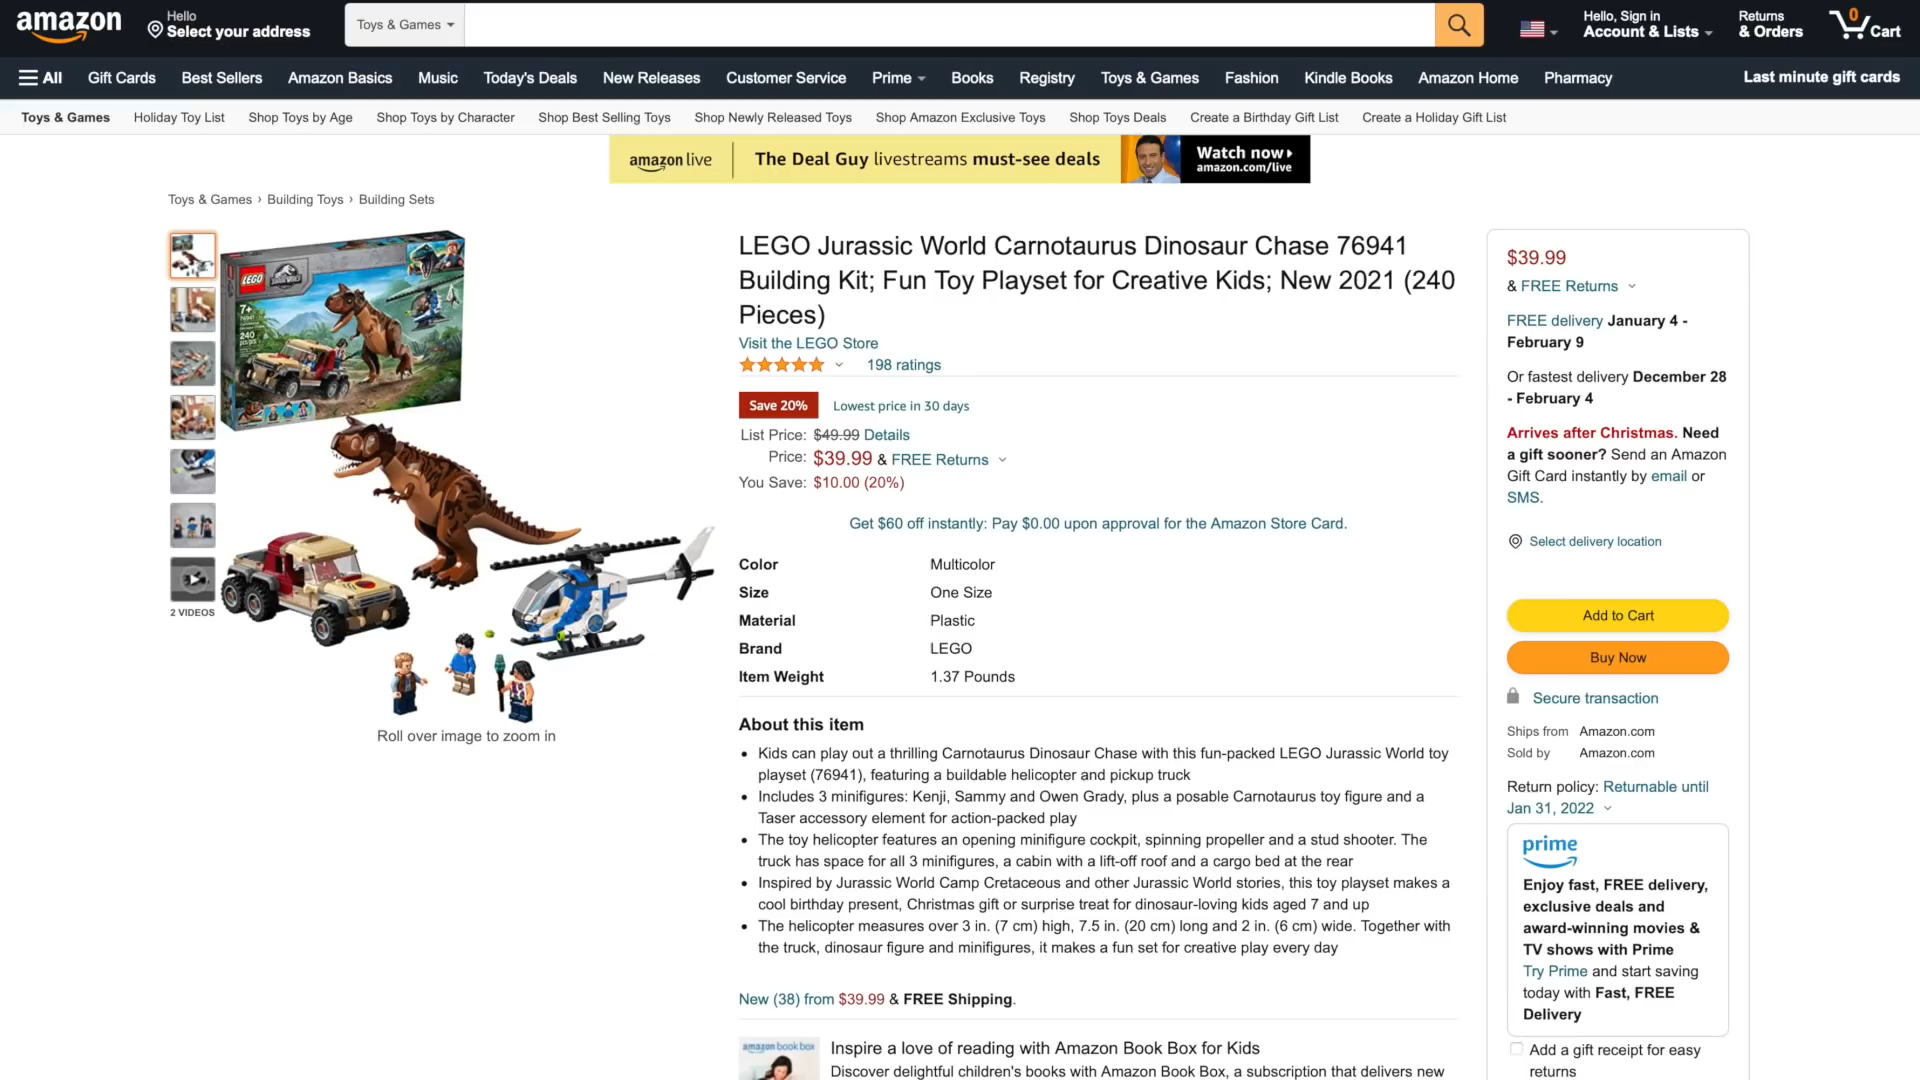 amazon
Hello
Select your address
Toys & Games
Hello, Sign in
Account & Lists
Returns
& Orders
0
Cart
All
Gift Cards
Best Sellers
Amazon Basics
Music
Today's Deals
New Releases
Customer Service
Prime
Books
Registry
Toys & Games
Fashion
Kindle Books
Amazon Home
Pharmacy
Last minute gift cards
Toys & Games
Holiday Toy List
Shop Toys by Age
Shop Toys by Character
Shop Best Selling Toys
Shop Newly Released Toys
Shop Amazon Exclusive Toys
Shop Toys Deals
Create a Birthday Gift List
Create a Holiday Gift List
amazon live
The Deal Guy livestreams must-see deals
Watch now
amazon.com/live
Toys & Games › Building Toys › Building Sets
LEGO
JURASSIC WORLD
7+
76941
240
2 VIDEOS
Roll over image to zoom in
LEGO Jurassic World Carnotaurus Dinosaur Chase 76941
Building Kit; Fun Toy Playset for Creative Kids; New 2021 (240
Pieces)
Visit the LEGO Store
198 ratings
Save 20%
Lowest price in 30 days
List Price: $49.99 Details
Price: $39.99 & FREE Returns
You Save: $10.00 (20%)
Get $60 off instantly: Pay $0.00 upon approval for the Amazon Store Card.
Color Multicolor
Size One Size
Material Plastic
Brand LEGO
Item Weight 1.37 Pounds
About this item
• Kids can play out a thrilling Carnotaurus Dinosaur Chase with this fun-packed LEGO Jurassic World toy
playset (76941), featuring a buildable helicopter and pickup truck
• Includes 3 minifigures: Kenji, Sammy and Owen Grady, plus a posable Carnotaurus toy figure and a
Taser accessory element for action-packed play
• The toy helicopter features an opening minifigure cockpit, spinning propeller and a stud shooter. The
truck has space for all 3 minifigures, a cabin with a lift-off roof and a cargo bed at the rear
• Inspired by Jurassic World Camp Cretaceous and other Jurassic World stories, this toy playset makes a
cool birthday present, Christmas gift or surprise treat for dinosaur-loving kids aged 7 and up
• The helicopter measures over 3 in. (7 cm) high, 7.5 in. (20 cm) long and 2 in. (6 cm) wide. Together with
the truck, dinosaur figure and minifigures, it makes a fun set for creative play every day
New (38) from $39.99 & FREE Shipping.
amazon book box
Inspire a love of reading with Amazon Book Box for Kids
Discover delightful children's books with Amazon Book Box, a subscription that delivers new
$39.99
& FREE Returns
FREE delivery January 4 -
February 9
Or fastest delivery December 28
- February 4
Arrives after Christmas. Need
a gift sooner? Send an Amazon
Gift Card instantly by email or
SMS.
Select delivery location
Add to Cart
Buy Now
Secure transaction
Ships from Amazon.com
Sold by Amazon.com
Return policy: Returnable until
Jan 31, 2022
prime
Enjoy fast, FREE delivery,
exclusive deals and
award-winning movies &
TV shows with Prime
Try Prime and start saving
today with Fast, FREE
Delivery
Add a gift receipt for easy
returns